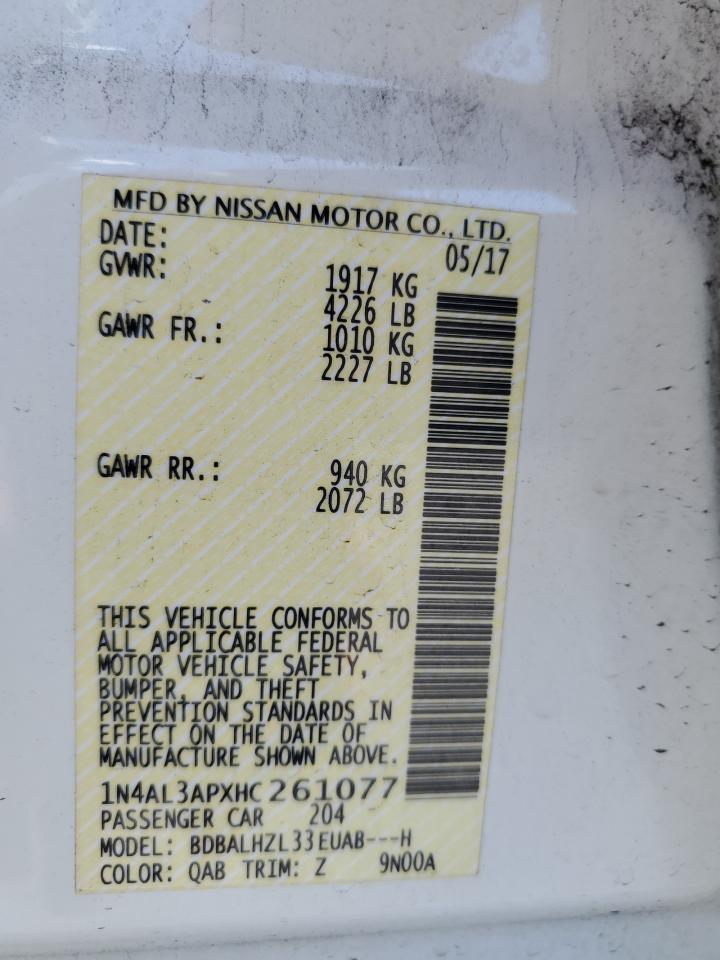 MFD BY NISSAN MOTOR CO., LTD.
DATE: 05/17
GVWR: 1917 KG
4226 LB
GAWR FR.: 1010 KG
2227 LB
GAWR RR.: 940 KG
2072 LB
THIS VEHICLE CONFORMS TO
ALL APPLICABLE FEDERAL
MOTOR VEHICLE SAFETY,
BUMPER, AND THEFT
PREVENTION STANDARDS IN
EFFECT ON THE DATE OF
MANUFACTURE SHOWN ABOVE.
1N4AL3APXHC261077
PASSENGER CAR 204
MODEL: BDBALHZL33EUAB---H
COLOR: QAB TRIM: Z 9N00A